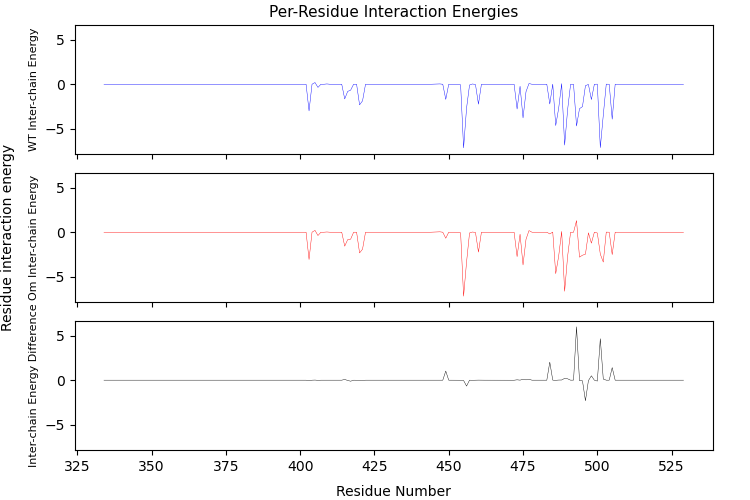 Per-Residue Interaction Energies
Residue interaction energy
WT Inter-chain Energy
5
0
−5
Om Inter-chain Energy
5
0
−5
Inter-chain Energy Difference
5
0
−5
325 350 375 400 425 450 475 500 525
Residue Number